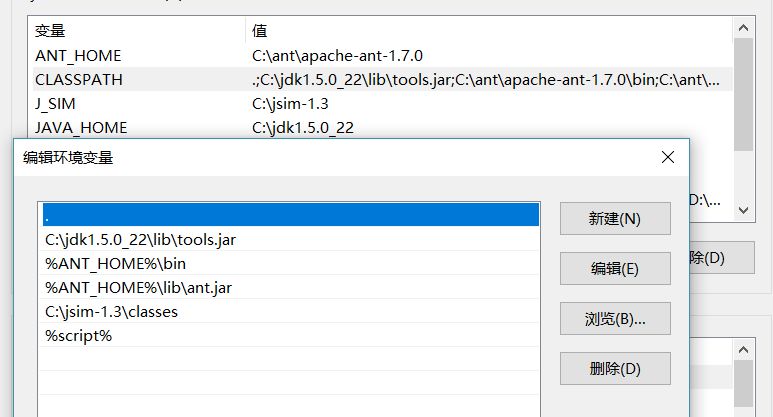 变量 值
ANT_HOME C:\ant\apache-ant-1.7.0
CLASSPATH .;C:\jdk1.5.0_22\lib\tools.jar;C:\ant\apache-ant-1.7.0\bin;C:\ant\...
J_SIM C:\jsim-1.3
JAVA_HOME C:\jdk1.5.0_22
编辑环境变量
D:\...
.
新建(N)
C:\jdk1.5.0_22\lib\tools.jar
%ANT_HOME%\bin
编辑(E)
除(D)
%ANT_HOME%\lib\ant.jar
C:\jsim-1.3\classes
浏览(B)...
%script%
删除(D)